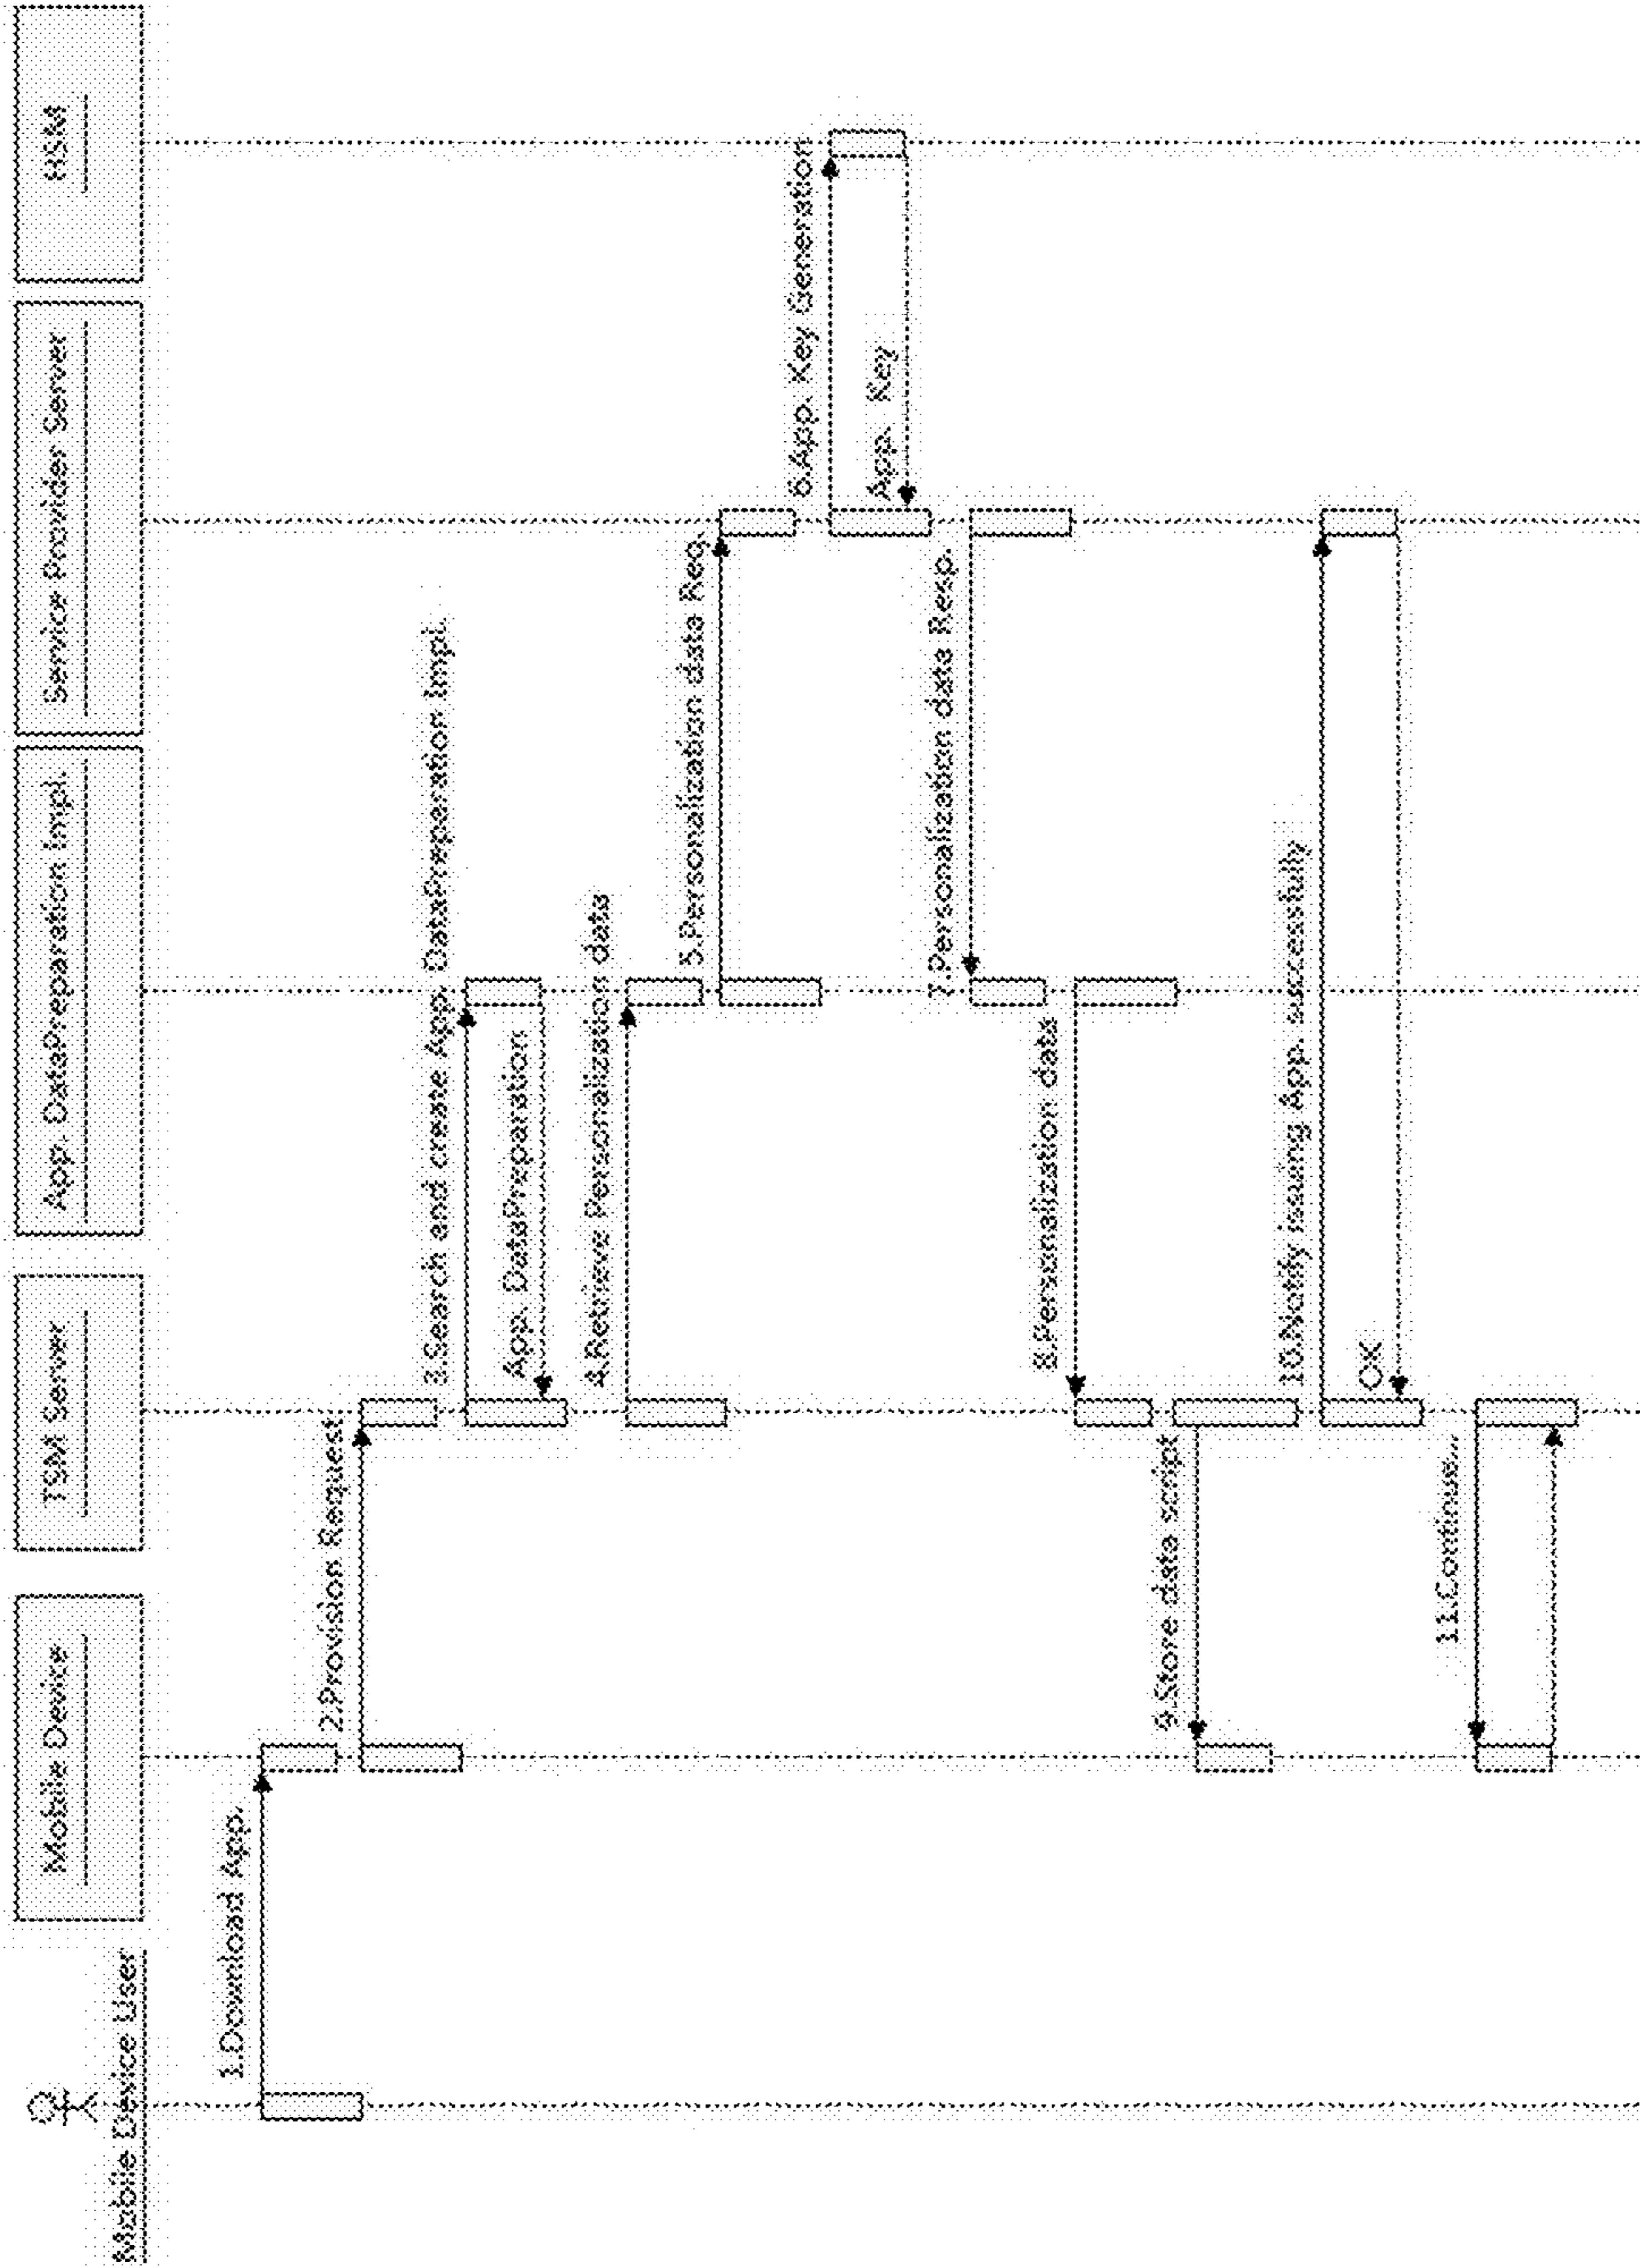 Mobile Device User
Mobile Device
TSM Server
App. DataPreparation Impl.
Service Provider Server
HSM
1.Download App.
2.Provision Request
3.Search and create App. DataPreparation Impl.
App. DataPreparation
4.Retrieve Personalization data
5.Personalization data Req.
6.App. Key Generation
App. Key
7.Personalization data Resp.
8.Personalization data
9.Store data script
10.Notify issuing App. successfully
OK
11.Continue...